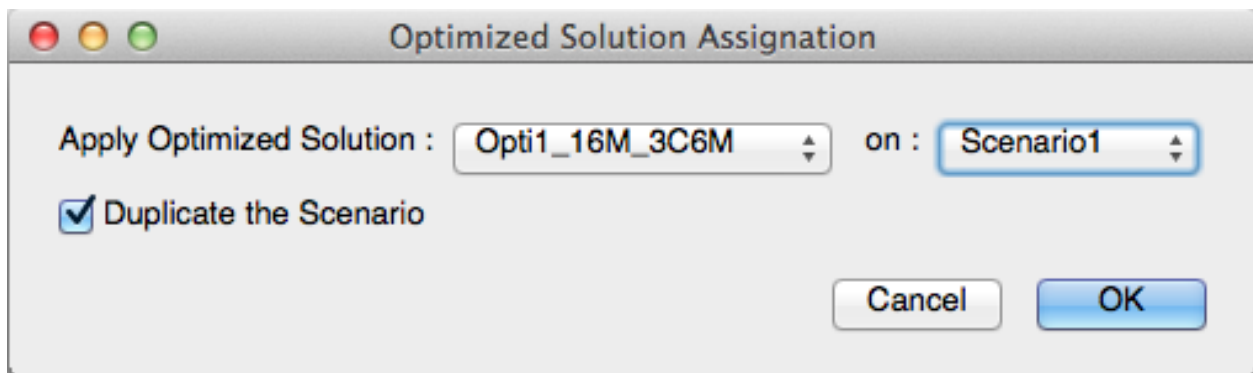 Optimized Solution Assignation
Apply Optimized Solution : Opti1_16M_3C6M on : Scenario1
Duplicate the Scenario
Cancel OK